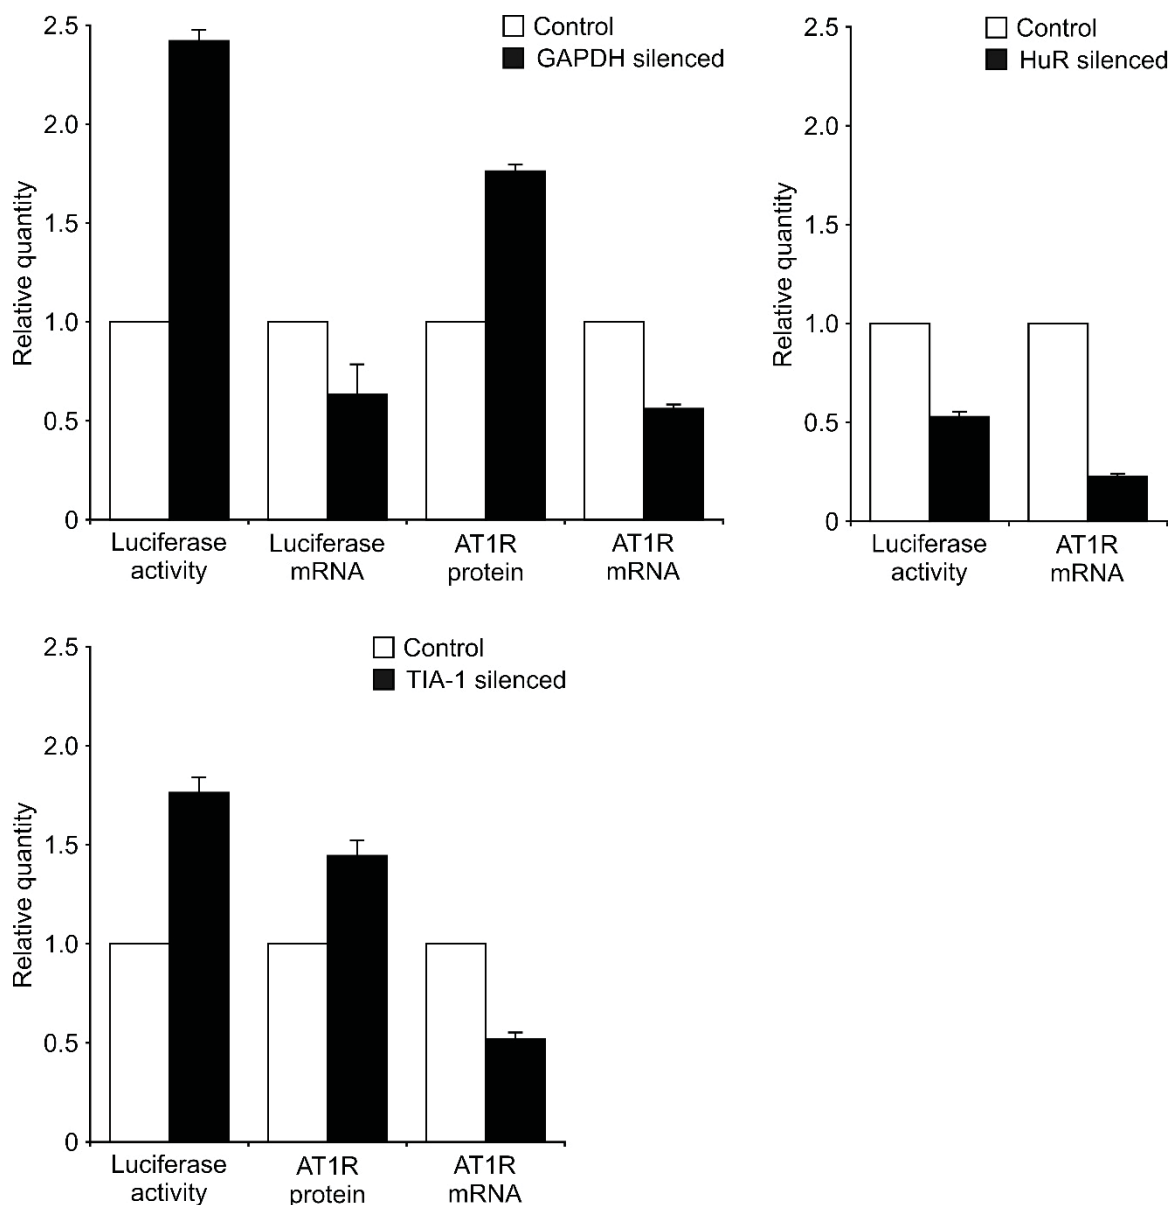 Control
GAPDH silenced
Relative quantity
2.5
2.0
1.5
1.0
0.5
0
Luciferase
activity
Luciferase
mRNA
AT1R
protein
AT1R
mRNA
Control
HuR silenced
Relative quantity
2.5
2.0
1.5
1.0
0.5
0
Luciferase
activity
AT1R
mRNA
Control
TIA-1 silenced
Relative quantity
2.5
2.0
1.5
1.0
0.5
0
Luciferase
activity
AT1R
protein
AT1R
mRNA